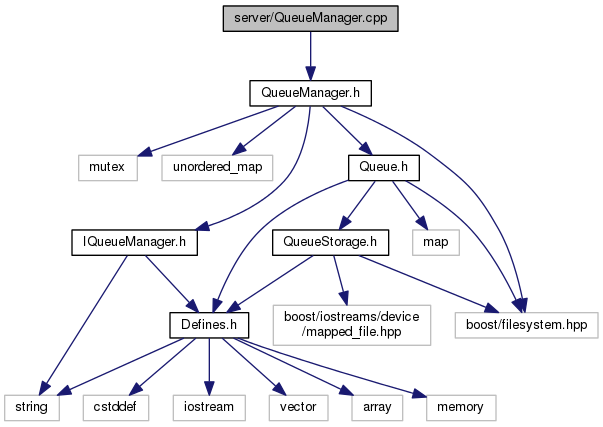 server/QueueManager.cpp
QueueManager.h
mutex
unordered_map
Queue.h
IQueueManager.h
QueueStorage.h
map
boost/iostreams/device
/mapped_file.hpp
boost/filesystem.hpp
Defines.h
string
cstddef
iostream
vector
array
memory